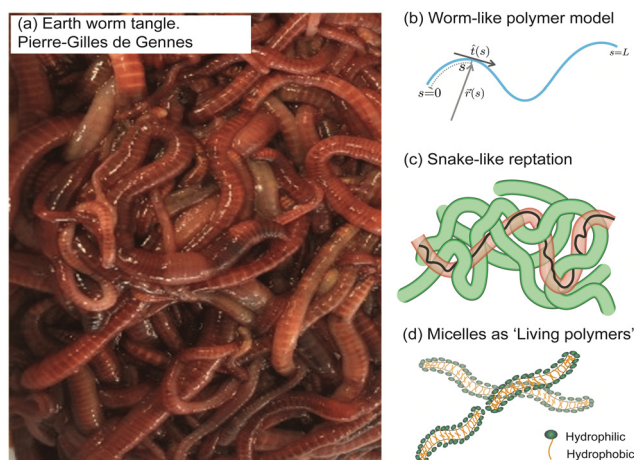 (a) Earth worm tangle.
Pierre-Gilles de Gennes
(b) Worm-like polymer model
t̂(s)
s
s=0
r⃗(s)
s=L
(c) Snake-like reptation
(d) Micelles as ‘Living polymers’
Hydrophilic
Hydrophobic